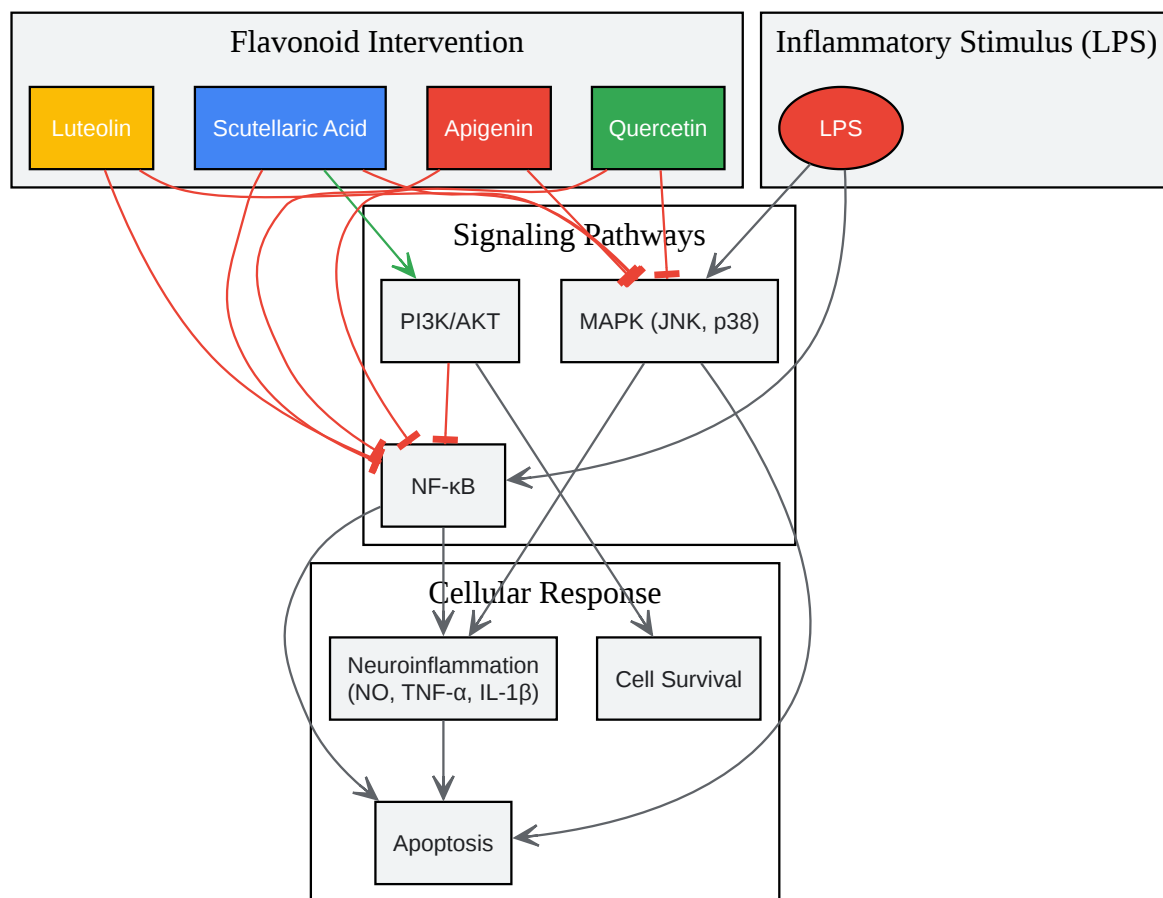 Flavonoid Intervention
Inflammatory Stimulus (LPS)
Luteolin
Scutellaric Acid
Apigenin
Quercetin
LPS
Signaling Pathways
PI3K/AKT
MAPK (JNK, p38)
NF-κB
Cellular Response
Neuroinflammation
(NO, TNF-α, IL-1β)
Cell Survival
Apoptosis